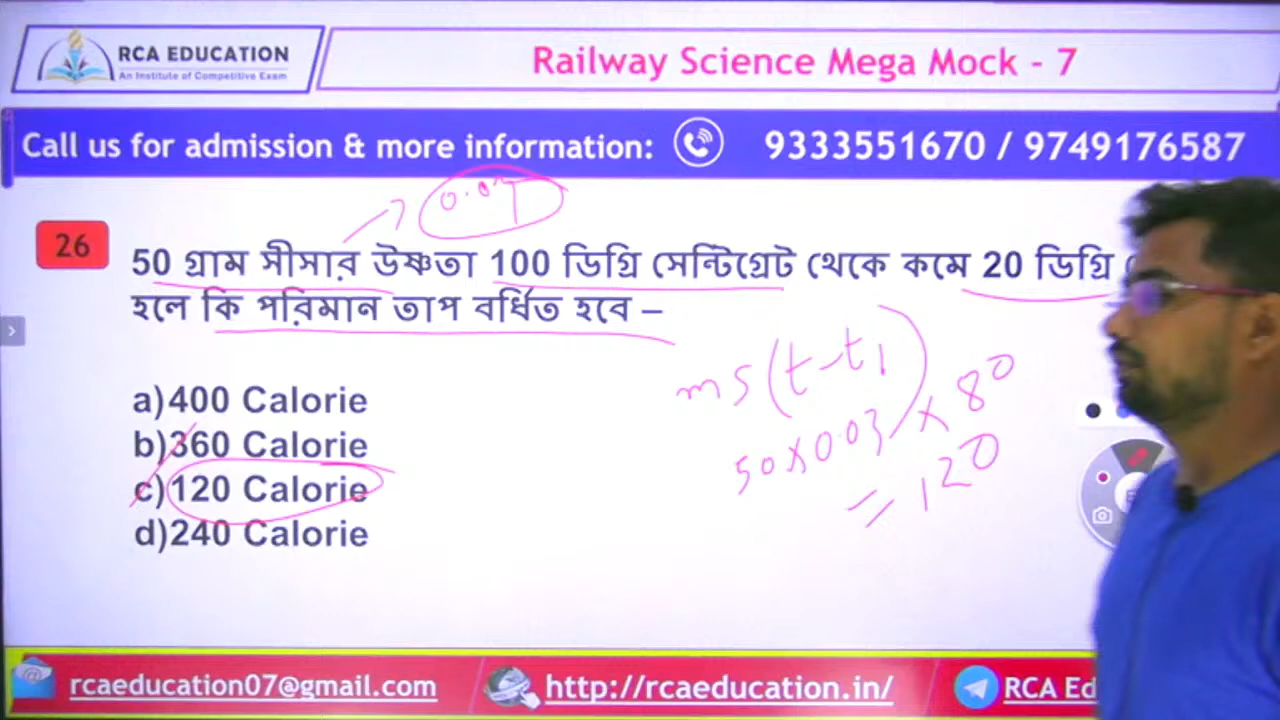 RCA EDUCATION
An Institute of Competitive Exam
Railway Science Mega Mock - 7
Call us for admission & more information: 9333551670 / 9749176587
26
50 গ্রাম সীসার উষ্ণতা 100 ডিগ্রি সেন্টিগ্রেট থেকে কমে 20 ডিগ্রি
হলে কি পরিমান তাপ বর্ধিত হবে –
a)400 Calorie
b)360 Calorie
c)120 Calorie
d)240 Calorie
ms(t-t1)
50×0.03×80
=120
rcaeducation07@gmail.com
http://rcaeducation.in/
RCA Ed